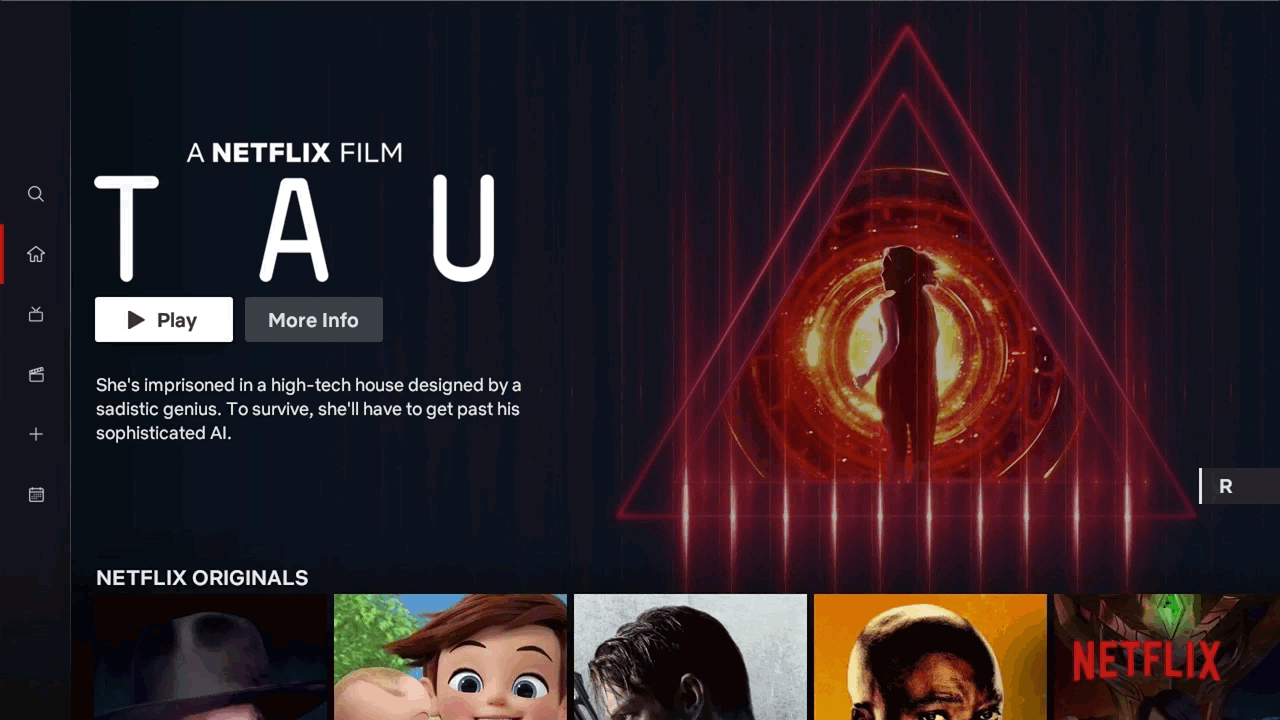 A NETFLIX FILM
TAU
Play
More Info
She's imprisoned in a high-tech house designed by a
sadistic genius. To survive, she'll have to get past his
sophisticated AI.
R
NETFLIX ORIGINALS
NETFLIX